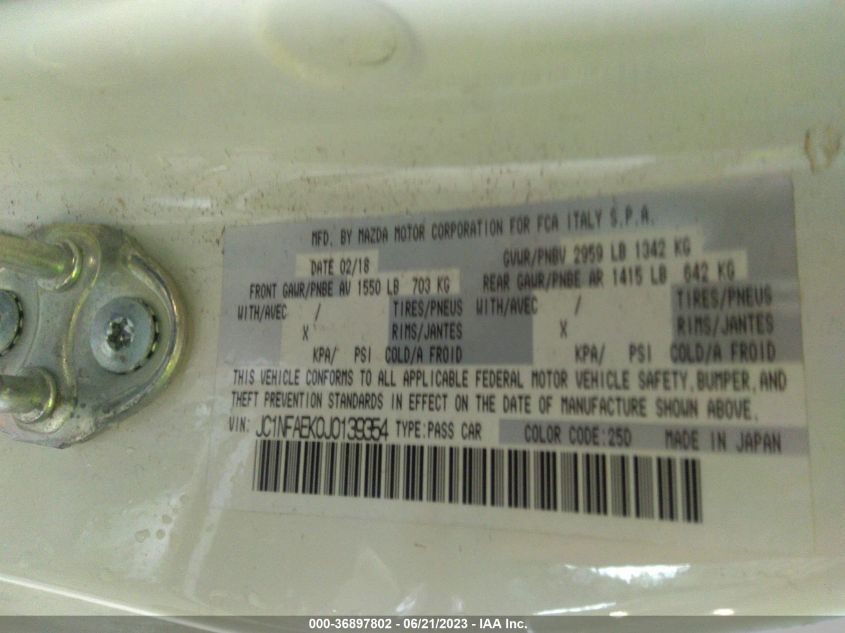 MFD. BY MAZDA MOTOR CORPORATION FOR FCA ITALY S.P.A.
DATE 02/18 GVWR/PNBV 2959 LB 1342 KG
FRONT GAWR/PNBE AV 1550 LB 703 KG REAR GAWR/PNBE AR 1415 LB 642 KG
WITH/AVEC / TIRES/PNEUS WITH/AVEC / TIRES/PNEUS
X RIMS/JANTES X RIMS/JANTES
KPA/ PSI COLD/A FROID KPA/ PSI COLD/A FROID
THIS VEHICLE CONFORMS TO ALL APPLICABLE FEDERAL MOTOR VEHICLE SAFETY, BUMPER, AND
THEFT PREVENTION STANDARDS IN EFFECT ON THE DATE OF MANUFACTURE SHOWN ABOVE.
VIN: JC1NFAEK0J0139354 TYPE: PASS CAR COLOR CODE: 25D MADE IN JAPAN
000-36897802 - 06/21/2023 - IAA Inc.